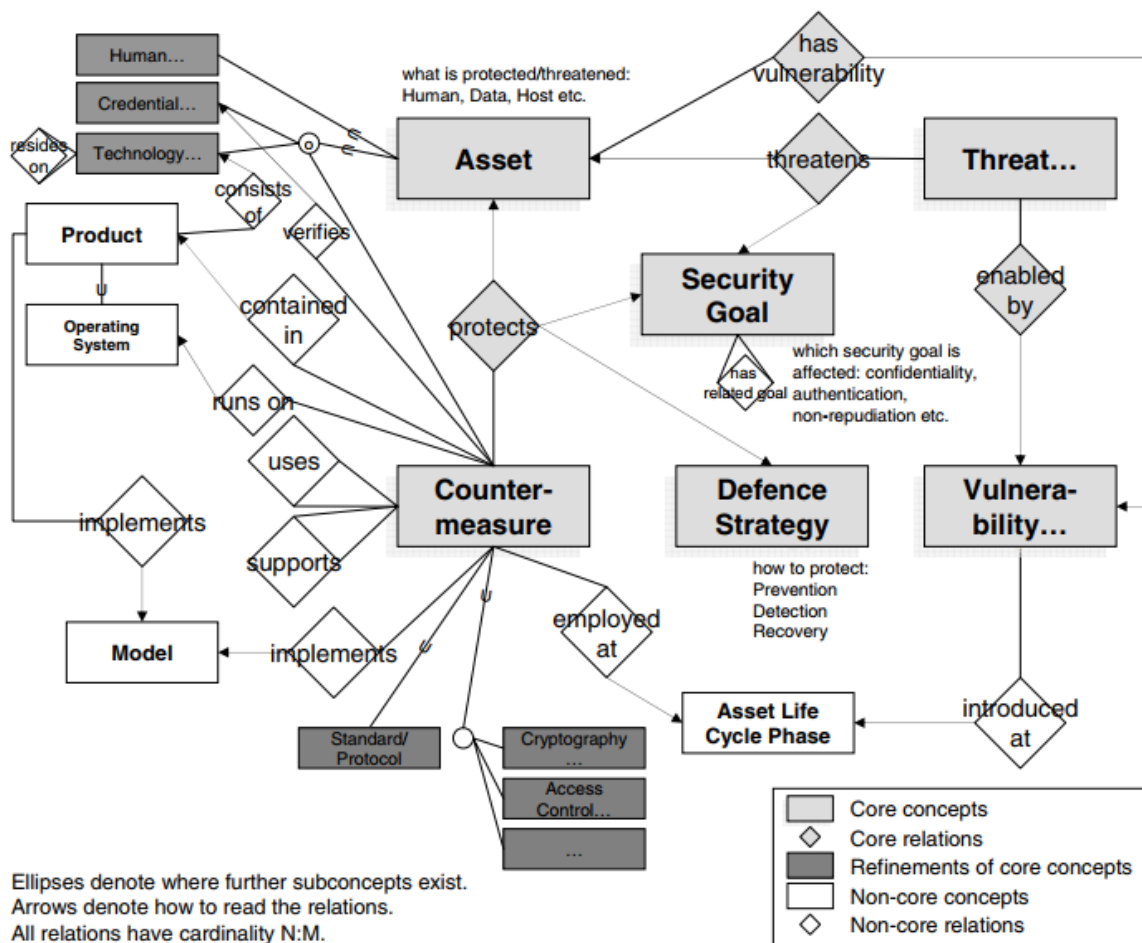 has
vulnerability
Human…
Credential…
Technology…
resides
on
what is protected/threatened:
Human, Data, Host etc.
Asset
threatens
Threat…
o
consists
of
verifies
Product
U
Operating
System
contained
in
runs on
protects
Security
Goal
has
related goal
which security goal is
affected: confidentiality,
authentication,
non-repudiation etc.
enabled
by
uses
supports
implements
Counter-
measure
Defence
Strategy
how to protect:
Prevention
Detection
Recovery
Vulnera-
bility…
Model
implements
U
U
employed
at
Asset Life
Cycle Phase
introduced
at
Standard/
Protocol
Cryptography
…
Access
Control…
…
Core concepts
Core relations
Refinements of core concepts
Non-core concepts
Non-core relations
Ellipses denote where further subconcepts exist.
Arrows denote how to read the relations.
All relations have cardinality N:M.